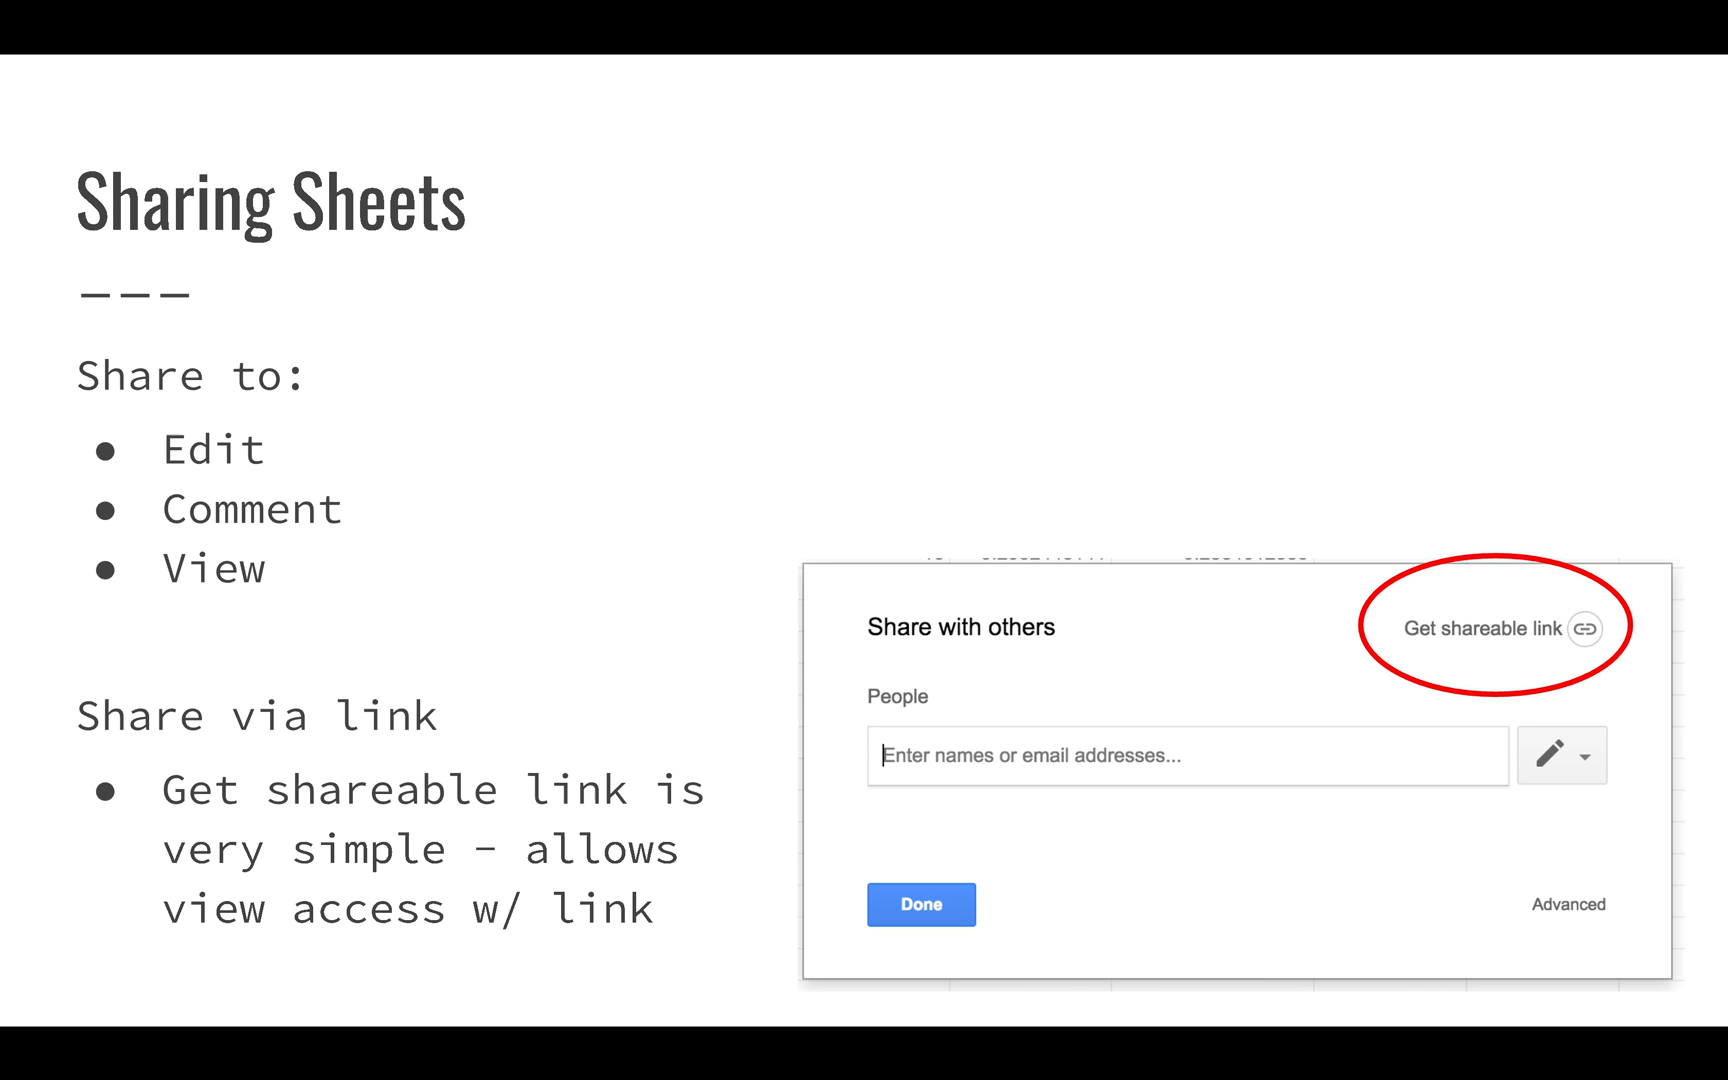 Sharing Sheets
———
Share to:
● Edit
● Comment
● View
Share via link
● Get shareable link is
very simple - allows
view access w/ link
Share with others
Get shareable link
People
Enter names or email addresses...
Done
Advanced